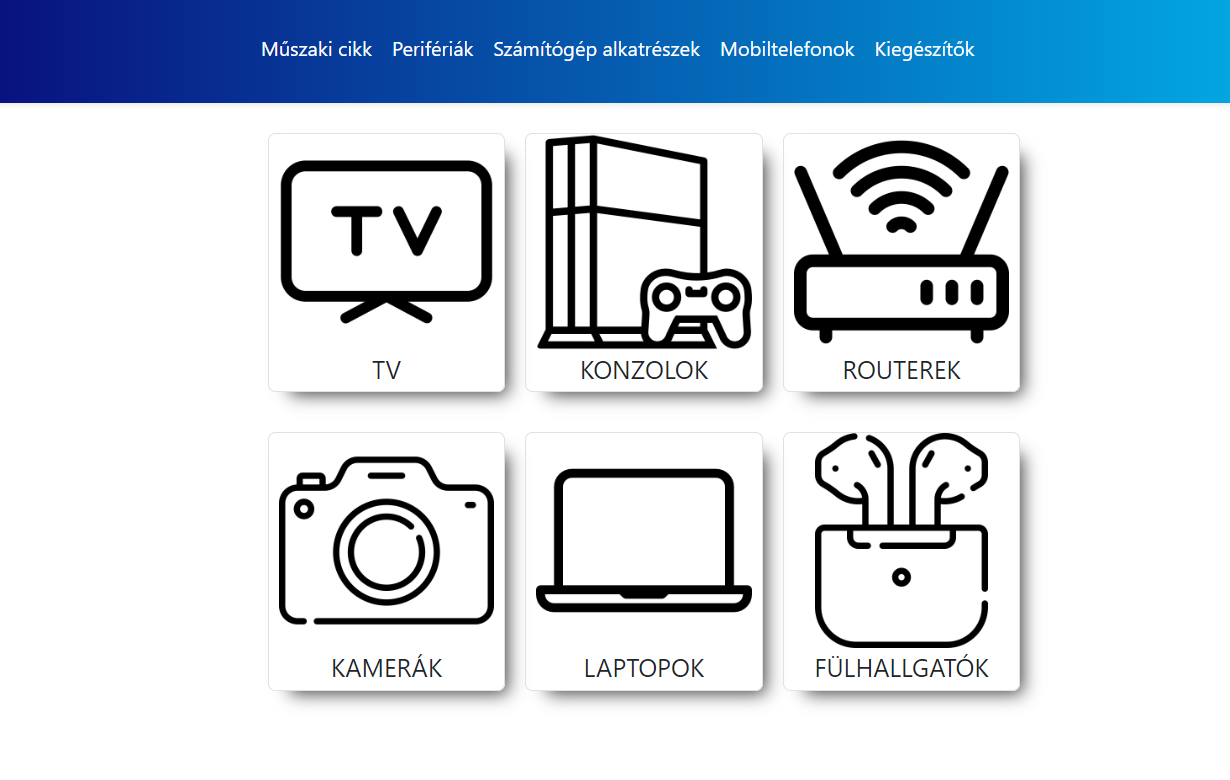 Műszaki cikk Perifériák Számítógép alkatrészek Mobiltelefonok Kiegészítők
TV
TV KONZOLOK ROUTEREK
KAMERÁK LAPTOPOK FÜLHALLGATÓK